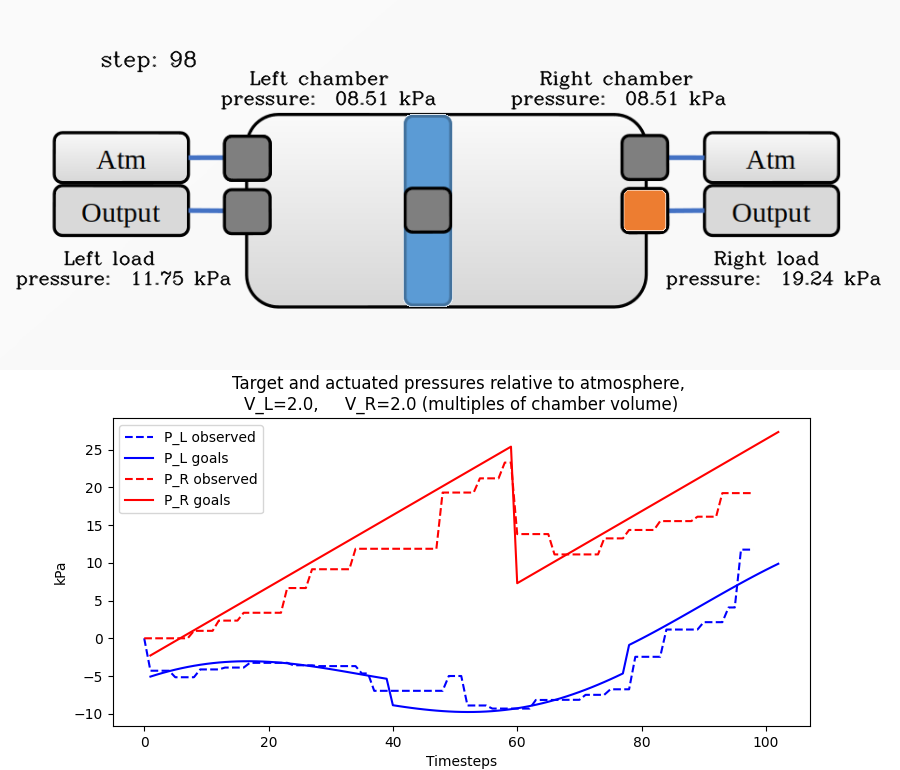 step: 98
Left chamber
pressure: 08.51 kPa
Right chamber
pressure: 08.51 kPa
Atm
Output
Atm
Output
Left load
pressure: 11.75 kPa
Right load
pressure: 19.24 kPa
Target and actuated pressures relative to atmosphere,
V_L=2.0, V_R=2.0 (multiples of chamber volume)
P_L observed
P_L goals
P_R observed
P_R goals
kPa
25
20
15
10
5
0
−5
−10
0 20 40 60 80 100
Timesteps